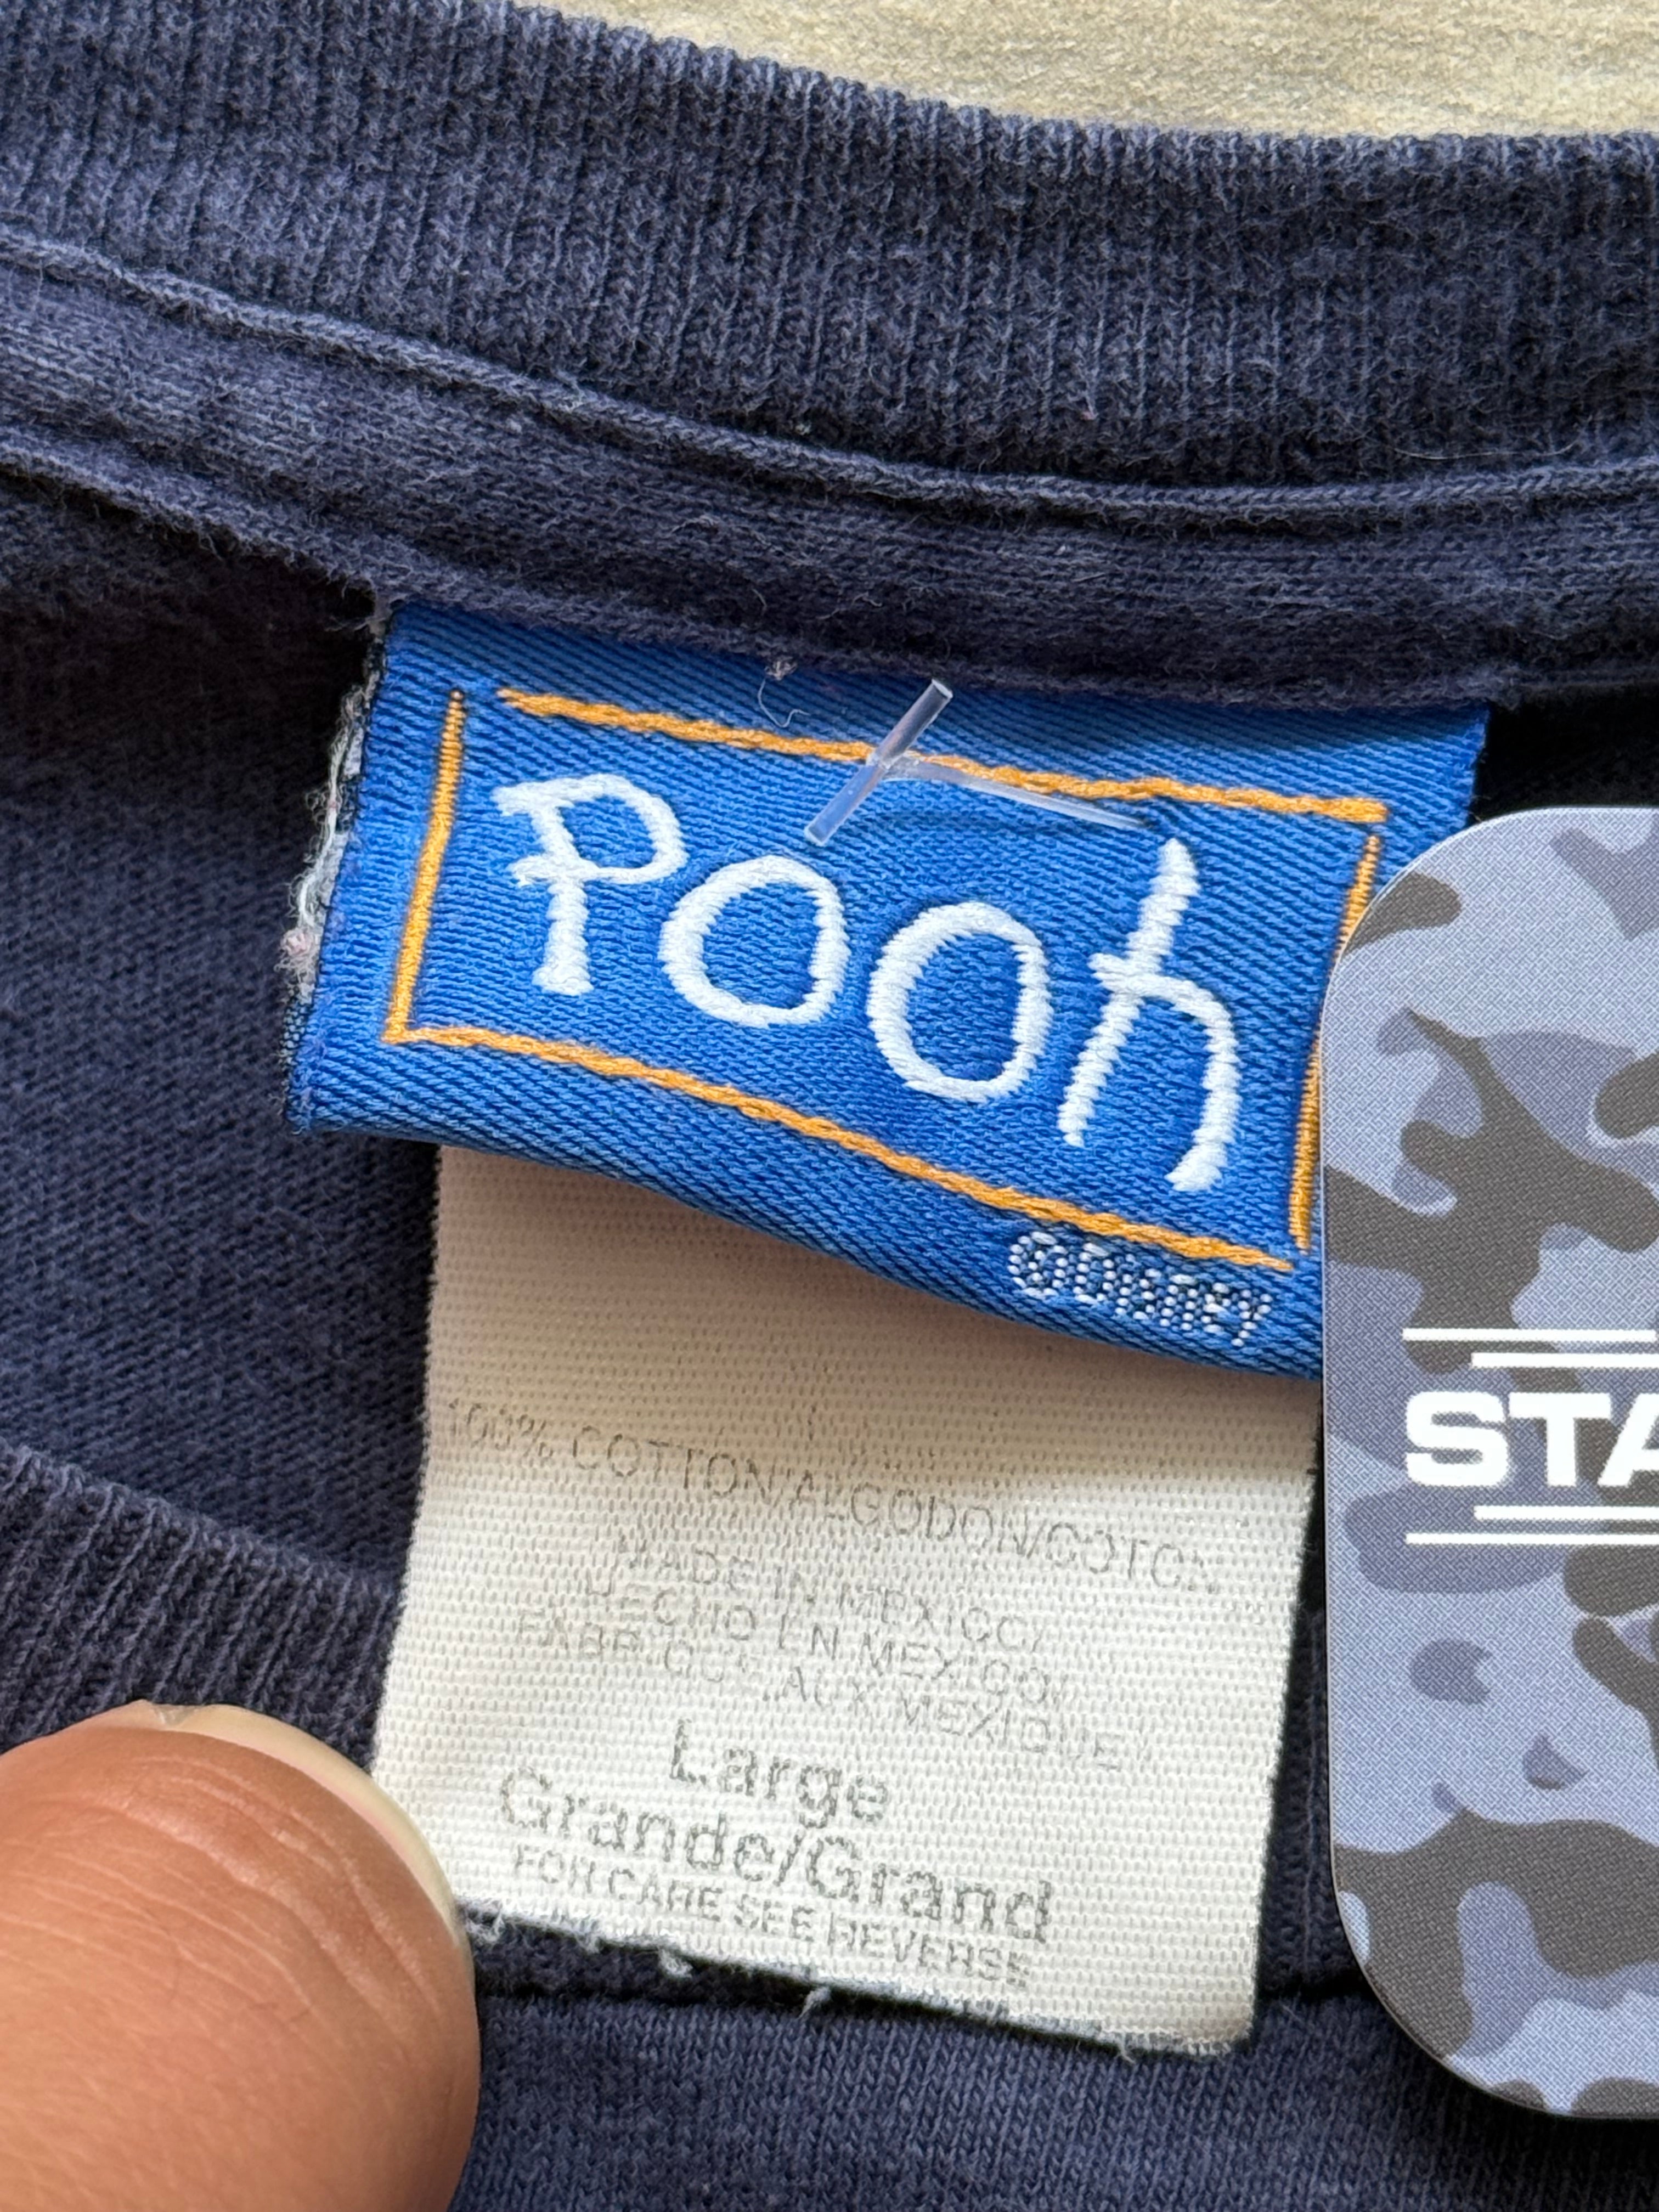 Pooh
©DISNEY
100% COTTON/ALGODON/COTON
MADE IN MEXICO/
HECHO EN MEXICO/
FABRIQUE AUX MEXIQUE/
Large
Grande/Grand
FOR CARE SEE REVERSE
STA